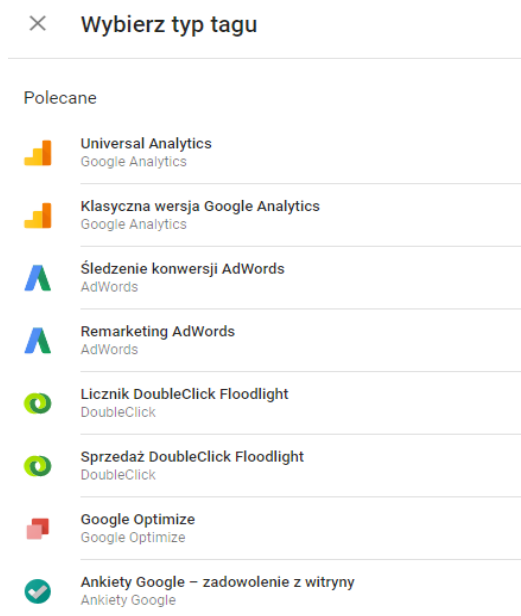 Wybierz typ tagu
Polecane
Universal Analytics
Google Analytics
Klasyczna wersja Google Analytics
Google Analytics
Śledzenie konwersji AdWords
AdWords
Remarketing AdWords
AdWords
Licznik DoubleClick Floodlight
DoubleClick
Sprzedaż DoubleClick Floodlight
DoubleClick
Google Optimize
Google Optimize
Ankiety Google – zadowolenie z witryny
Ankiety Google